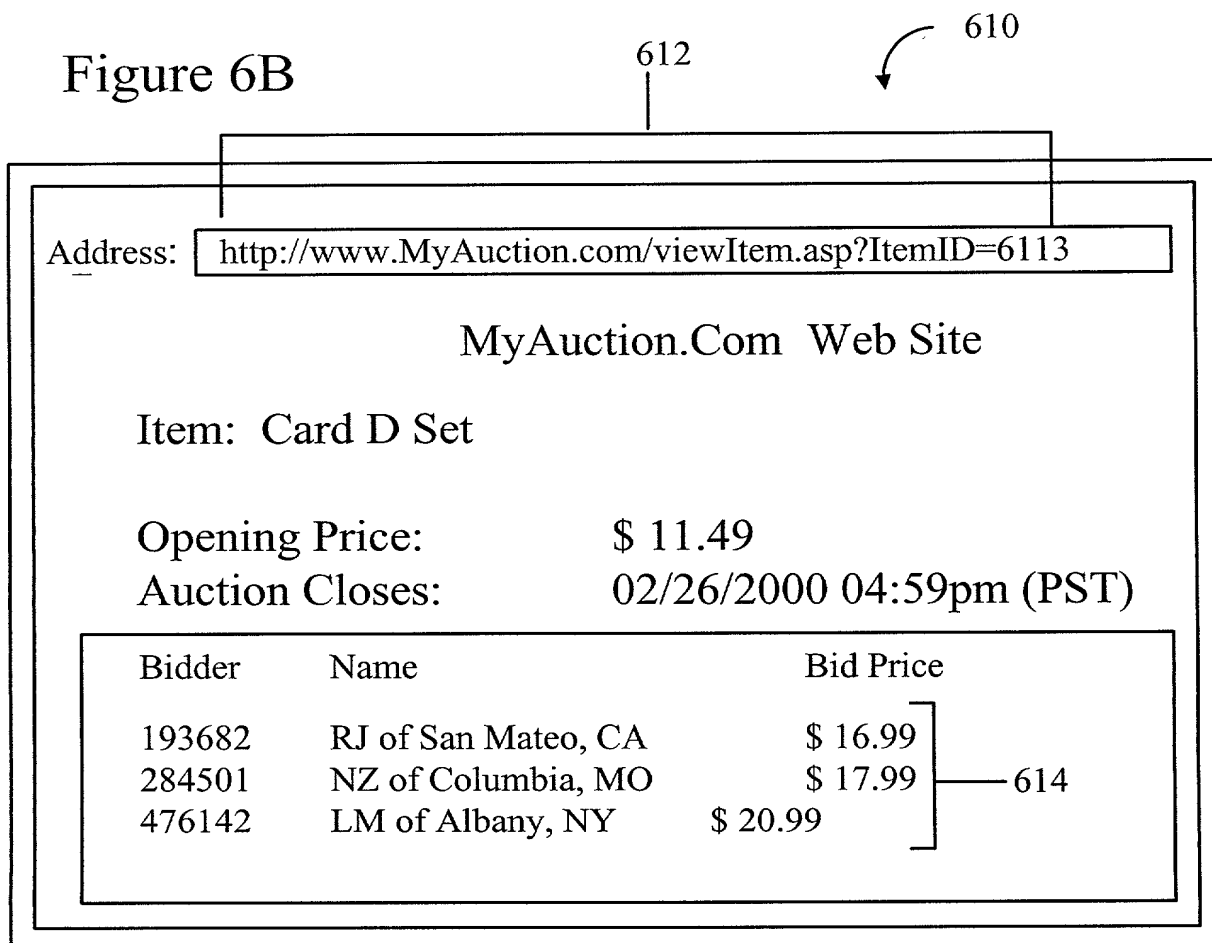 610
612
Figure 6B
Address: http://www.MyAuction.com/viewItem.asp?ItemID=6113
MyAuction.Com Web Site
Item: Card D Set
Opening Price: $ 11.49
Auction Closes: 02/26/2000 04:59pm (PST)
Bidder Name Bid Price
193682 RJ of San Mateo, CA $ 16.99
284501 NZ of Columbia, MO $ 17.99 614
476142 LM of Albany, NY $ 20.99